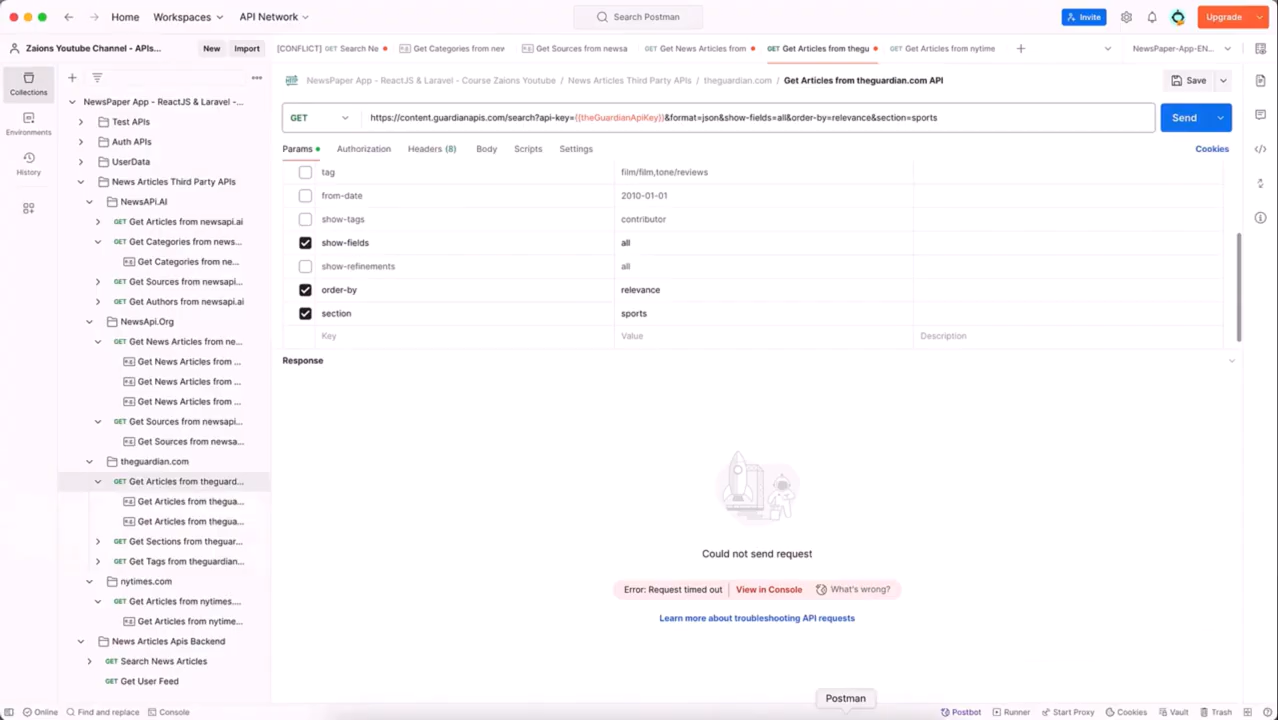 Home Workspaces API Network Search Postman Invite Upgrade
Zaions Youtube Channel - APIs... New Import [CONFLICT] GET Search Ne Get Categories from nev Get Sources from newsa GET Get News Articles from GET Get Articles from thegu GET Get Articles from nytime NewsPaper-App-EN...
NewsPaper App - ReactJS & Laravel - Course Zaions Youtube / News Articles Third Party APIs / theguardian.com / Get Articles from theguardian.com API Save
Collections
Environments
History
NewsPaper App - ReactJS & Laravel -...
Test APIs
Auth APIs
UserData
News Articles Third Party APIs
NewsAPi.AI
GET Get Articles from newsapi.ai
GET Get Categories from news...
Get Categories from ne...
GET Get Sources from newsapi...
GET Get Authors from newsapi.ai
NewsApi.Org
GET Get News Articles from ne...
Get News Articles from ...
Get News Articles from ...
Get News Articles from ...
GET Get Sources from newsapi...
Get Sources from newsa...
theguardian.com
GET Get Articles from theguard...
Get Articles from thegua...
Get Articles from thegua...
GET Get Sections from theguar...
GET Get Tags from theguardian...
nytimes.com
GET Get Articles from nytimes....
Get Articles from nytime...
News Articles Apis Backend
GET Search News Articles
GET Get User Feed
GET https://content.guardianapis.com/search?api-key={{theGuardianApiKey}}&format=json&show-fields=all&order-by=relevance&section=sports Send
Params Authorization Headers (8) Body Scripts Settings Cookies
tag film/film,tone/reviews
from-date 2010-01-01
show-tags contributor
show-fields all
show-refinements all
order-by relevance
section sports
Key Value Description
Response
Could not send request
Error: Request timed out View in Console What's wrong?
Learn more about troubleshooting API requests
Postman
Online Find and replace Console Postbot Runner Start Proxy Cookies Vault Trash